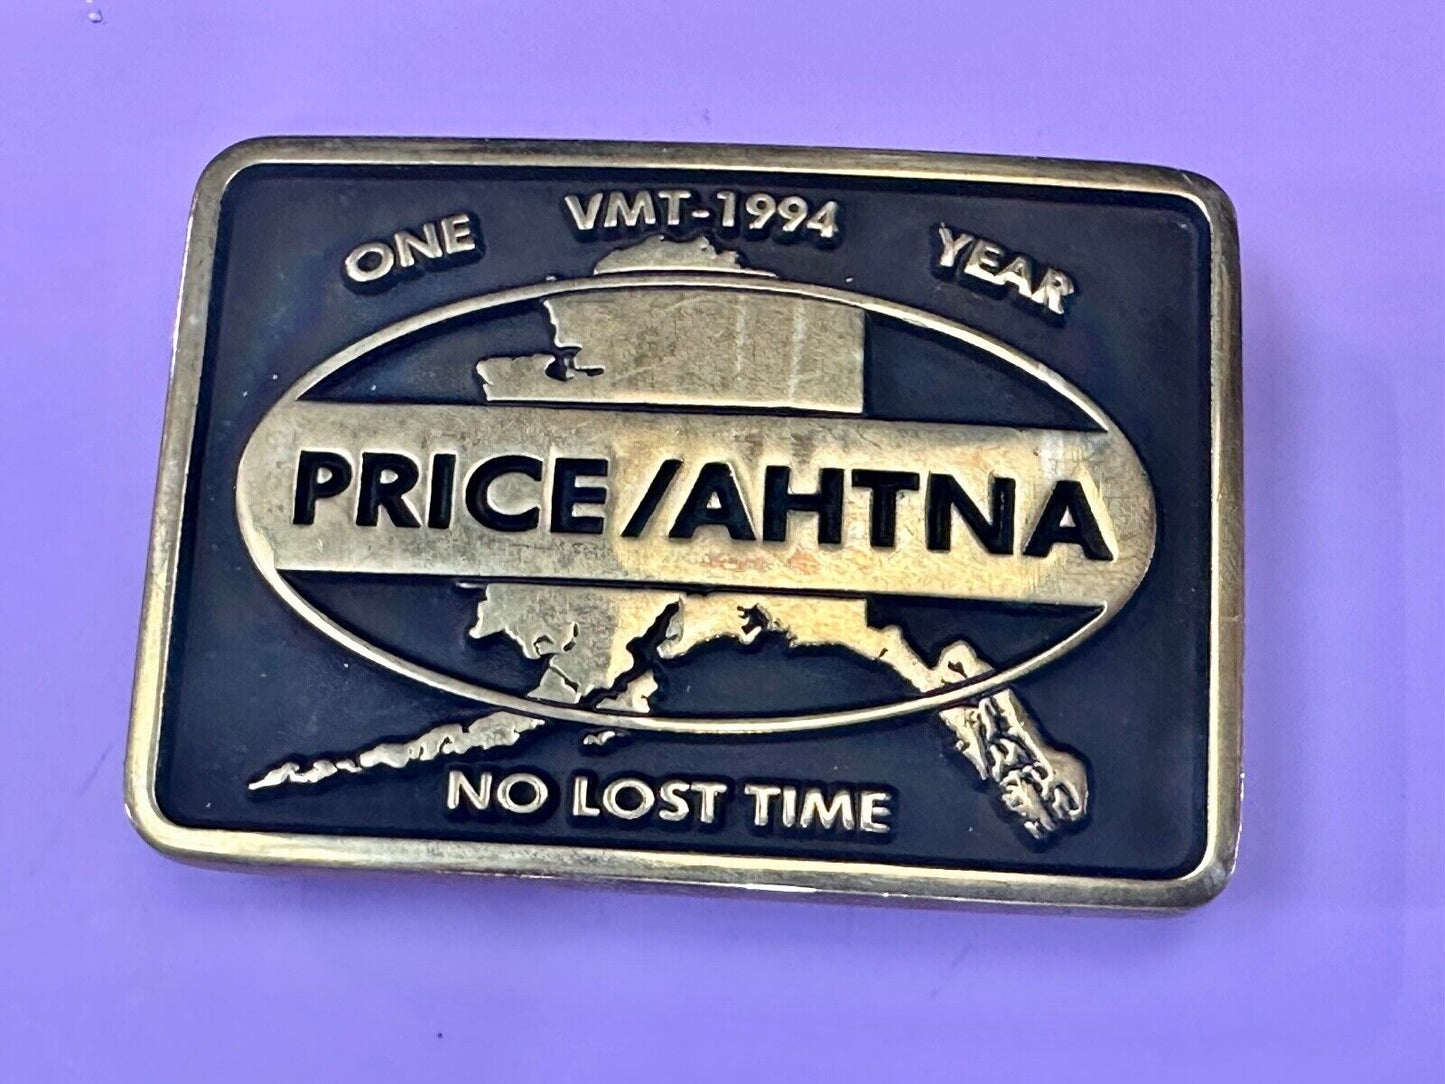 VMT-1994
ONE YEAR
PRICE/AHTNA
NO LOST TIME